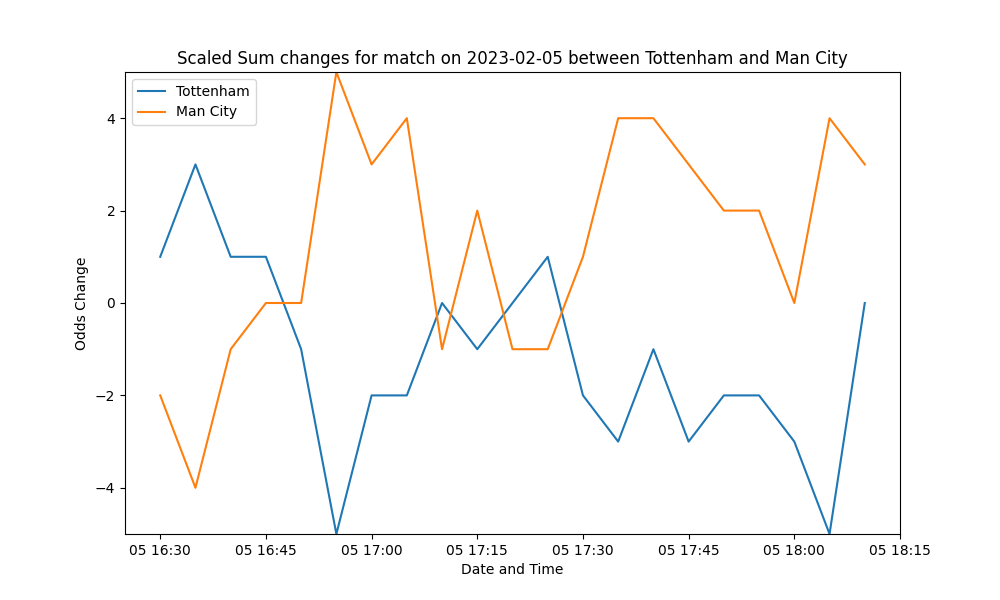 Scaled Sum changes for match on 2023-02-05 between Tottenham and Man City
Tottenham
Man City
4
2
0
−2
−4
Odds Change
05 16:30 05 16:45 05 17:00 05 17:15 05 17:30 05 17:45 05 18:00 05 18:15
Date and Time